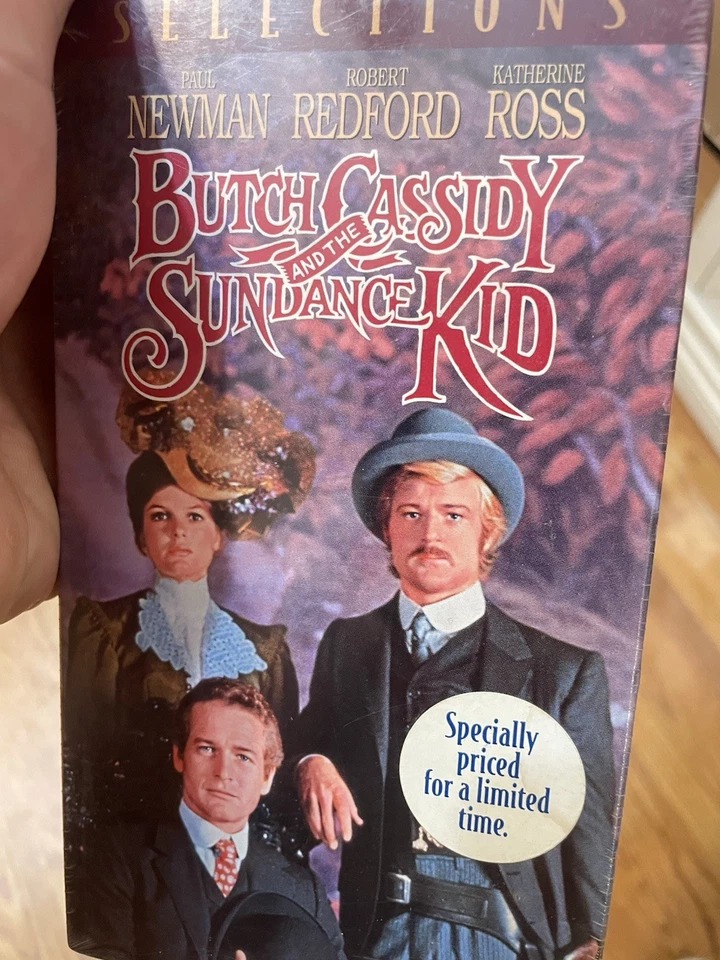 SELECTIONS
PAUL ROBERT KATHERINE
NEWMAN REDFORD ROSS
BUTCH CASSIDY
AND THE
SUNDANCE KID
Specially
priced
for a limited
time.